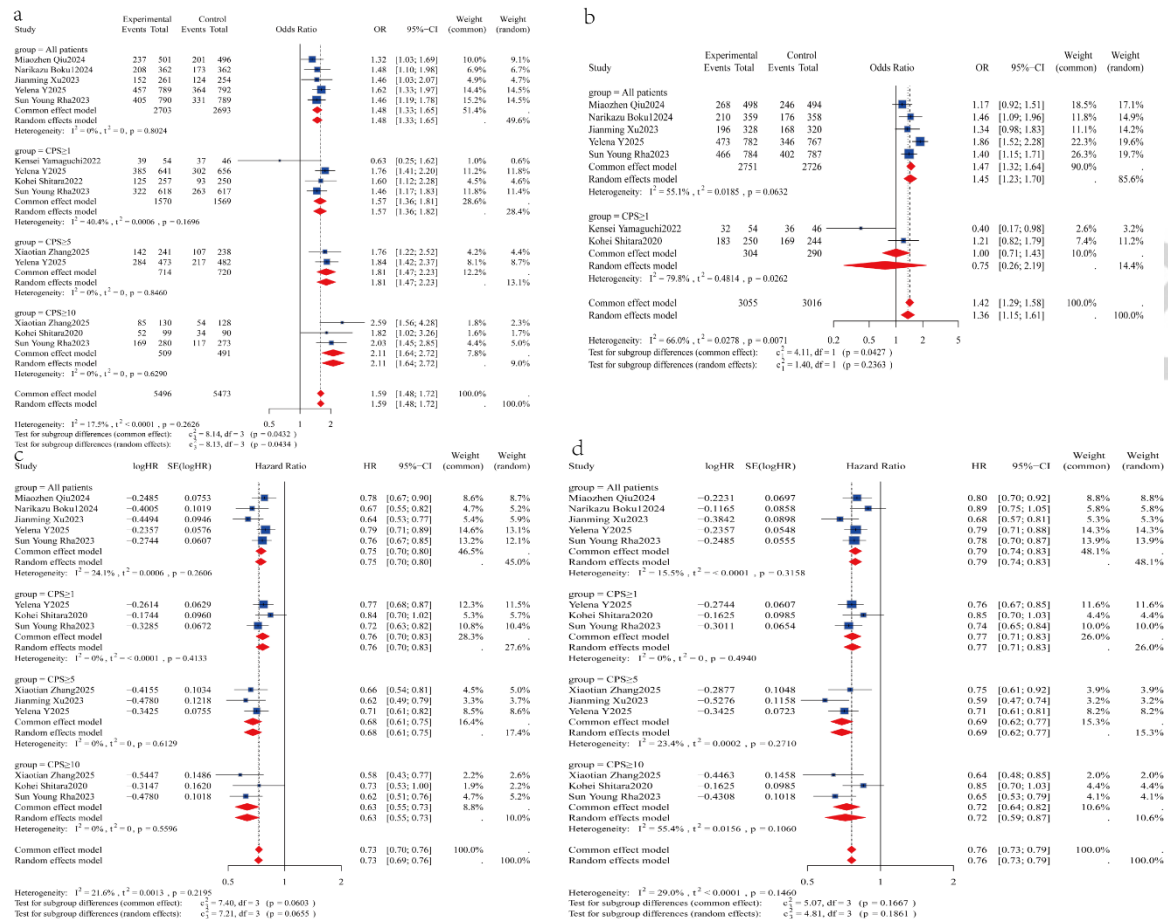 a
Experimental Control Weight Weight
Study Events Total Events Total Odds Ratio OR 95%−CI (common) (random)
group = All patients
Miaozhen Qiu2024 237 501 201 496 1.32 [1.03; 1.69] 10.0% 9.1%
Narikazu Boku12024 208 362 173 362 1.48 [1.10; 1.98] 6.9% 6.7%
Jianming Xu2023 152 261 124 254 1.46 [1.03; 2.07] 4.9% 4.7%
Yelena Y2025 457 789 364 792 1.62 [1.33; 1.97] 14.4% 14.5%
Sun Young Rha2023 405 790 331 789 1.46 [1.19; 1.78] 15.2% 14.5%
Common effect model 2703 2693 1.48 [1.33; 1.65] 51.4% .
Random effects model 1.48 [1.33; 1.65] . 49.6%
Heterogeneity: I² = 0%, t² = 0, p = 0.8024
group = CPS≥1
Kensei Yamaguchi2022 39 54 37 46 0.63 [0.25; 1.62] 1.0% 0.6%
Yelena Y2025 385 641 302 656 1.76 [1.41; 2.20] 11.2% 11.8%
Kohei Shitara2022 125 257 93 250 1.60 [1.12; 2.28] 4.5% 4.6%
Sun Young Rha2023 322 618 263 617 1.46 [1.17; 1.83] 11.8% 11.4%
Common effect model 1570 1569 1.57 [1.36; 1.81] 28.6% .
Random effects model 1.57 [1.36; 1.82] . 28.4%
Heterogeneity: I² = 40.4%, t² = 0.0006, p = 0.1696
group = CPS≥5
Xiaotian Zhang2025 142 241 107 238 1.76 [1.22; 2.52] 4.2% 4.4%
Yelena Y2025 284 473 217 482 1.84 [1.42; 2.37] 8.1% 8.7%
Common effect model 714 720 1.81 [1.47; 2.23] 12.2% .
Random effects model 1.81 [1.47; 2.23] . 13.1%
Heterogeneity: I² = 0%, t² = 0, p = 0.8460
group = CPS≥10
Xiaotian Zhang2025 85 130 54 128 2.59 [1.56; 4.28] 1.8% 2.3%
Kohei Shitara2020 52 99 34 90 1.82 [1.02; 3.26] 1.6% 1.7%
Sun Young Rha2023 169 280 117 273 2.03 [1.45; 2.85] 4.4% 5.0%
Common effect model 509 491 2.11 [1.64; 2.72] 7.8% .
Random effects model 2.11 [1.64; 2.72] . 9.0%
Heterogeneity: I² = 0%, t² = 0, p = 0.6290
Common effect model 5496 5473 1.59 [1.48; 1.72] 100.0% .
Random effects model 1.59 [1.48; 1.72] . 100.0%
0.5 1 2
Heterogeneity: I² = 17.5%, t² < 0.0001, p = 0.2626
Test for subgroup differences (common effect): c²₃ = 8.14, df = 3 (p = 0.0432)
Test for subgroup differences (random effects): c²₃ = 8.13, df = 3 (p = 0.0434)
b
Experimental Control Weight Weight
Study Events Total Events Total Odds Ratio OR 95%−CI (common) (random)
group = All patients
Miaozhen Qiu2024 268 498 246 494 1.17 [0.92; 1.51] 18.5% 17.1%
Narikazu Boku12024 210 359 176 358 1.46 [1.09; 1.96] 11.8% 14.9%
Jianming Xu2023 196 328 168 320 1.34 [0.98; 1.83] 11.1% 14.2%
Yelena Y2025 473 782 346 767 1.86 [1.52; 2.28] 22.3% 19.6%
Sun Young Rha2023 466 784 402 787 1.40 [1.15; 1.71] 26.3% 19.7%
Common effect model 2751 2726 1.47 [1.32; 1.64] 90.0% .
Random effects model 1.45 [1.23; 1.70] . 85.6%
Heterogeneity: I² = 55.1%, t² = 0.0185, p = 0.0632
group = CPS≥1
Kensei Yamaguchi2022 32 54 36 46 0.40 [0.17; 0.98] 2.6% 3.2%
Kohei Shitara2020 183 250 169 244 1.21 [0.82; 1.79] 7.4% 11.2%
Common effect model 304 290 1.00 [0.71; 1.43] 10.0% .
Random effects model 0.75 [0.26; 2.19] . 14.4%
Heterogeneity: I² = 79.8%, t² = 0.4814, p = 0.0262
Common effect model 3055 3016 1.42 [1.29; 1.58] 100.0% .
Random effects model 1.36 [1.15; 1.61] . 100.0%
0.2 0.5 1 2 5
Heterogeneity: I² = 66.0%, t² = 0.0278, p = 0.0071
Test for subgroup differences (common effect): c²₁ = 4.11, df = 1 (p = 0.0427)
Test for subgroup differences (random effects): c²₁ = 1.40, df = 1 (p = 0.2363)
c
Weight Weight
Study logHR SE(logHR) Hazard Ratio HR 95%−CI (common) (random)
group = All patients
Miaozhen Qiu2024 −0.2485 0.0753 0.78 [0.67; 0.90] 8.6% 8.7%
Narikazu Boku12024 −0.4005 0.1019 0.67 [0.55; 0.82] 4.7% 5.2%
Jianming Xu2023 −0.4494 0.0946 0.64 [0.53; 0.77] 5.4% 5.9%
Yelena Y2025 −0.2357 0.0576 0.79 [0.71; 0.89] 14.6% 13.1%
Sun Young Rha2023 −0.2744 0.0607 0.76 [0.67; 0.85] 13.2% 12.1%
Common effect model 0.75 [0.70; 0.80] 46.5% .
Random effects model 0.75 [0.70; 0.80] . 45.0%
Heterogeneity: I² = 24.1%, t² = 0.0006, p = 0.2606
group = CPS≥1
Yelena Y2025 −0.2614 0.0629 0.77 [0.68; 0.87] 12.3% 11.5%
Kohei Shitara2020 −0.1744 0.0960 0.84 [0.70; 1.02] 5.3% 5.7%
Sun Young Rha2023 −0.3285 0.0672 0.72 [0.63; 0.82] 10.8% 10.4%
Common effect model 0.76 [0.70; 0.83] 28.3% .
Random effects model 0.76 [0.70; 0.83] . 27.6%
Heterogeneity: I² = 0%, t² = < 0.0001, p = 0.4133
group = CPS≥5
Xiaotian Zhang2025 −0.4155 0.1034 0.66 [0.54; 0.81] 4.5% 5.0%
Jianming Xu2023 −0.4780 0.1218 0.62 [0.49; 0.79] 3.3% 3.7%
Yelena Y2025 −0.3425 0.0755 0.71 [0.61; 0.82] 8.5% 8.6%
Common effect model 0.68 [0.61; 0.75] 16.4% .
Random effects model 0.68 [0.61; 0.75] . 17.4%
Heterogeneity: I² = 0%, t² = 0, p = 0.6129
group = CPS≥10
Xiaotian Zhang2025 −0.5447 0.1486 0.58 [0.43; 0.77] 2.2% 2.6%
Kohei Shitara2020 −0.3147 0.1620 0.73 [0.53; 1.00] 1.9% 2.2%
Sun Young Rha2023 −0.4780 0.1018 0.62 [0.51; 0.76] 4.7% 5.2%
Common effect model 0.63 [0.55; 0.73] 8.8% .
Random effects model 0.63 [0.55; 0.73] . 10.0%
Heterogeneity: I² = 0%, t² = 0, p = 0.5596
Common effect model 0.73 [0.70; 0.76] 100.0% .
Random effects model 0.73 [0.69; 0.76] . 100.0%
0.5 1 2
Heterogeneity: I² = 21.6%, t² = 0.0013, p = 0.2195
Test for subgroup differences (common effect): c²₃ = 7.40, df = 3 (p = 0.0603)
Test for subgroup differences (random effects): c²₃ = 7.21, df = 3 (p = 0.0655)
d
Weight Weight
Study logHR SE(logHR) Hazard Ratio HR 95%−CI (common) (random)
group = All patients
Miaozhen Qiu2024 −0.2231 0.0697 0.80 [0.70; 0.92] 8.8% 8.8%
Narikazu Boku12024 −0.1165 0.0858 0.89 [0.75; 1.05] 5.8% 5.8%
Jianming Xu2023 −0.3842 0.0898 0.68 [0.57; 0.81] 5.3% 5.3%
Yelena Y2025 −0.2357 0.0548 0.79 [0.71; 0.88] 14.3% 14.3%
Sun Young Rha2023 −0.2485 0.0555 0.78 [0.70; 0.87] 13.9% 13.9%
Common effect model 0.79 [0.74; 0.83] 48.1% .
Random effects model 0.79 [0.74; 0.83] . 48.1%
Heterogeneity: I² = 15.5%, t² = < 0.0001, p = 0.3158
group = CPS≥1
Yelena Y2025 −0.2744 0.0607 0.76 [0.67; 0.85] 11.6% 11.6%
Kohei Shitara2020 −0.1625 0.0985 0.85 [0.70; 1.03] 4.4% 4.4%
Sun Young Rha2023 −0.3011 0.0654 0.74 [0.65; 0.84] 10.0% 10.0%
Common effect model 0.77 [0.71; 0.83] 26.0% .
Random effects model 0.77 [0.71; 0.83] . 26.0%
Heterogeneity: I² = 0%, t² = 0, p = 0.4940
group = CPS≥5
Xiaotian Zhang2025 −0.2877 0.1048 0.75 [0.61; 0.92] 3.9% 3.9%
Jianming Xu2023 −0.5276 0.1158 0.59 [0.47; 0.74] 3.2% 3.2%
Yelena Y2025 −0.3425 0.0723 0.71 [0.61; 0.81] 8.2% 8.2%
Common effect model 0.69 [0.62; 0.77] 15.3% .
Random effects model 0.69 [0.62; 0.77] . 15.3%
Heterogeneity: I² = 23.4%, t² = 0.0002, p = 0.2710
group = CPS≥10
Xiaotian Zhang2025 −0.4463 0.1458 0.64 [0.48; 0.85] 2.0% 2.0%
Kohei Shitara2020 −0.1625 0.0985 0.85 [0.70; 1.03] 4.4% 4.4%
Sun Young Rha2023 −0.4308 0.1018 0.65 [0.53; 0.79] 4.1% 4.1%
Common effect model 0.72 [0.64; 0.82] 10.6% .
Random effects model 0.72 [0.59; 0.87] . 10.6%
Heterogeneity: I² = 55.4%, t² = 0.0156, p = 0.1060
Common effect model 0.76 [0.73; 0.79] 100.0% .
Random effects model 0.76 [0.73; 0.79] . 100.0%
0.5 1 2
Heterogeneity: I² = 29.0%, t² < 0.0001, p = 0.1460
Test for subgroup differences (common effect): c²₃ = 5.07, df = 3 (p = 0.1667)
Test for subgroup differences (random effects): c²₃ = 4.81, df = 3 (p = 0.1861)